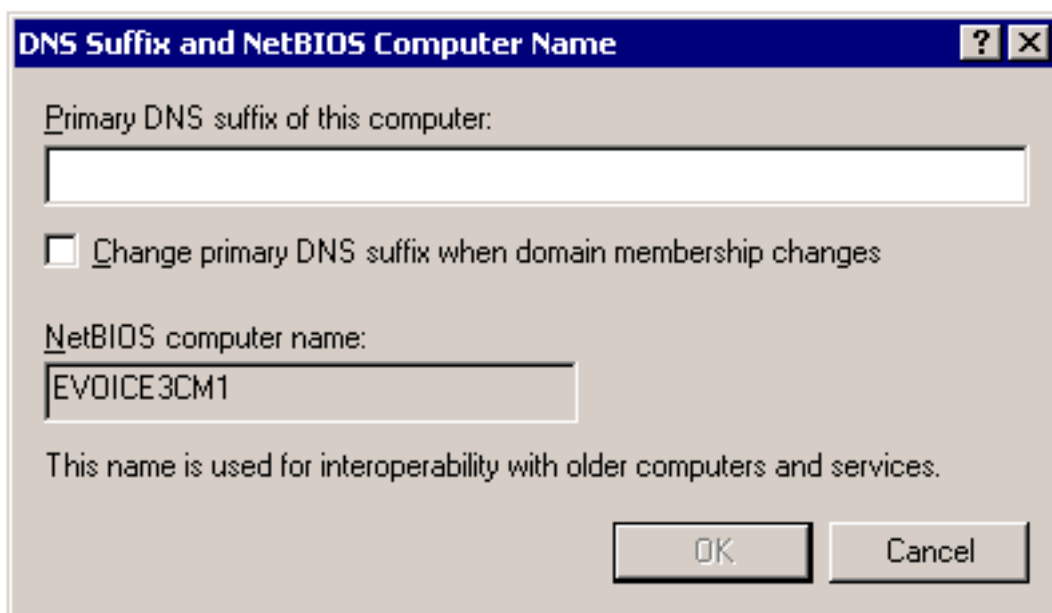 DNS Suffix and NetBIOS Computer Name
Primary DNS suffix of this computer:
Change primary DNS suffix when domain membership changes
NetBIOS computer name:
EVOICE3CM1
This name is used for interoperability with older computers and services.
OK Cancel